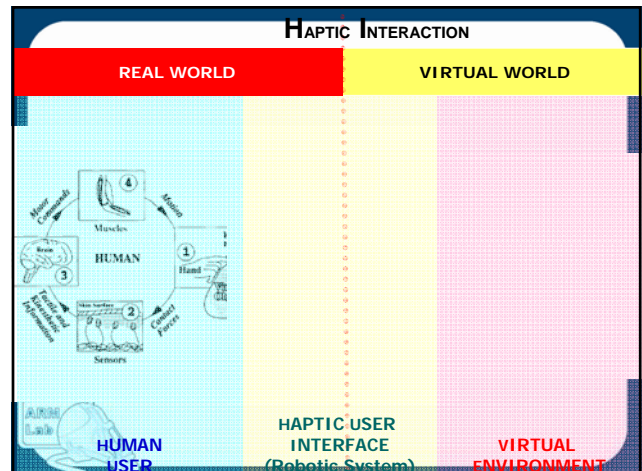 HAPTIC INTERACTION
REAL WORLD
VIRTUAL WORLD
4
Motor
Commands
Motion
Muscles
Brain
HUMAN
1
Hand
3
Skin Surface
2
Tactile and
Kinesthetic
Information
Contact
Forces
Sensors
ARM
Lab
HUMAN
USER
HAPTIC USER
INTERFACE
(Robotic System)
VIRTUAL
ENVIRONMENT